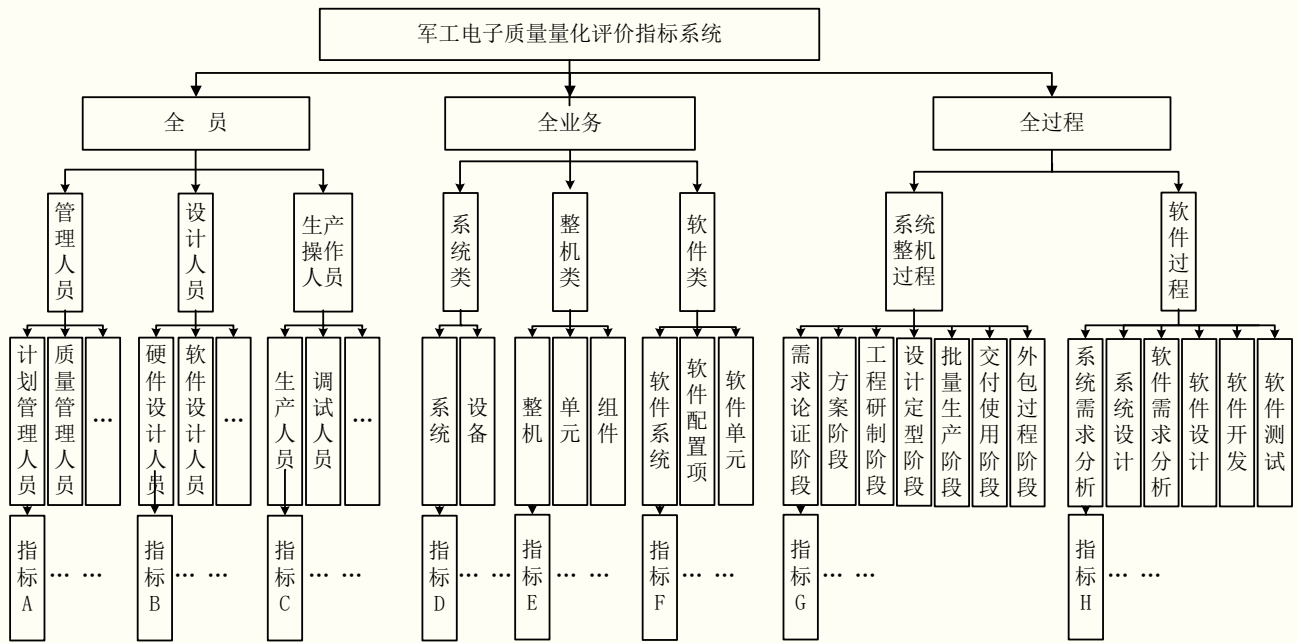 军工电子质量量化评价指标系统
全 员
全业务
全过程
管理人员
设计人员
生产
操作
人员
系统类
整机类
软件类
系统
整机
过程
软件过程
计划管理人员
质量管理人员
…
硬件设计人员
软件设计人员
…
生产人员
调试人员
…
系统
设备
整机
单元
组件
软件系统
软件配置项
软件单元
需求论证阶段
方案阶段
工程研制阶段
设计定型阶段
批量生产阶段
交付使用阶段
外包过程阶段
系统需求分析
系统设计
软件需求分析
软件设计
软件开发
软件测试
指标A
… …
指标B
… …
指标C
… …
指标D
… …
指标E
… …
指标F
… …
指标G
… …
指标H
… …